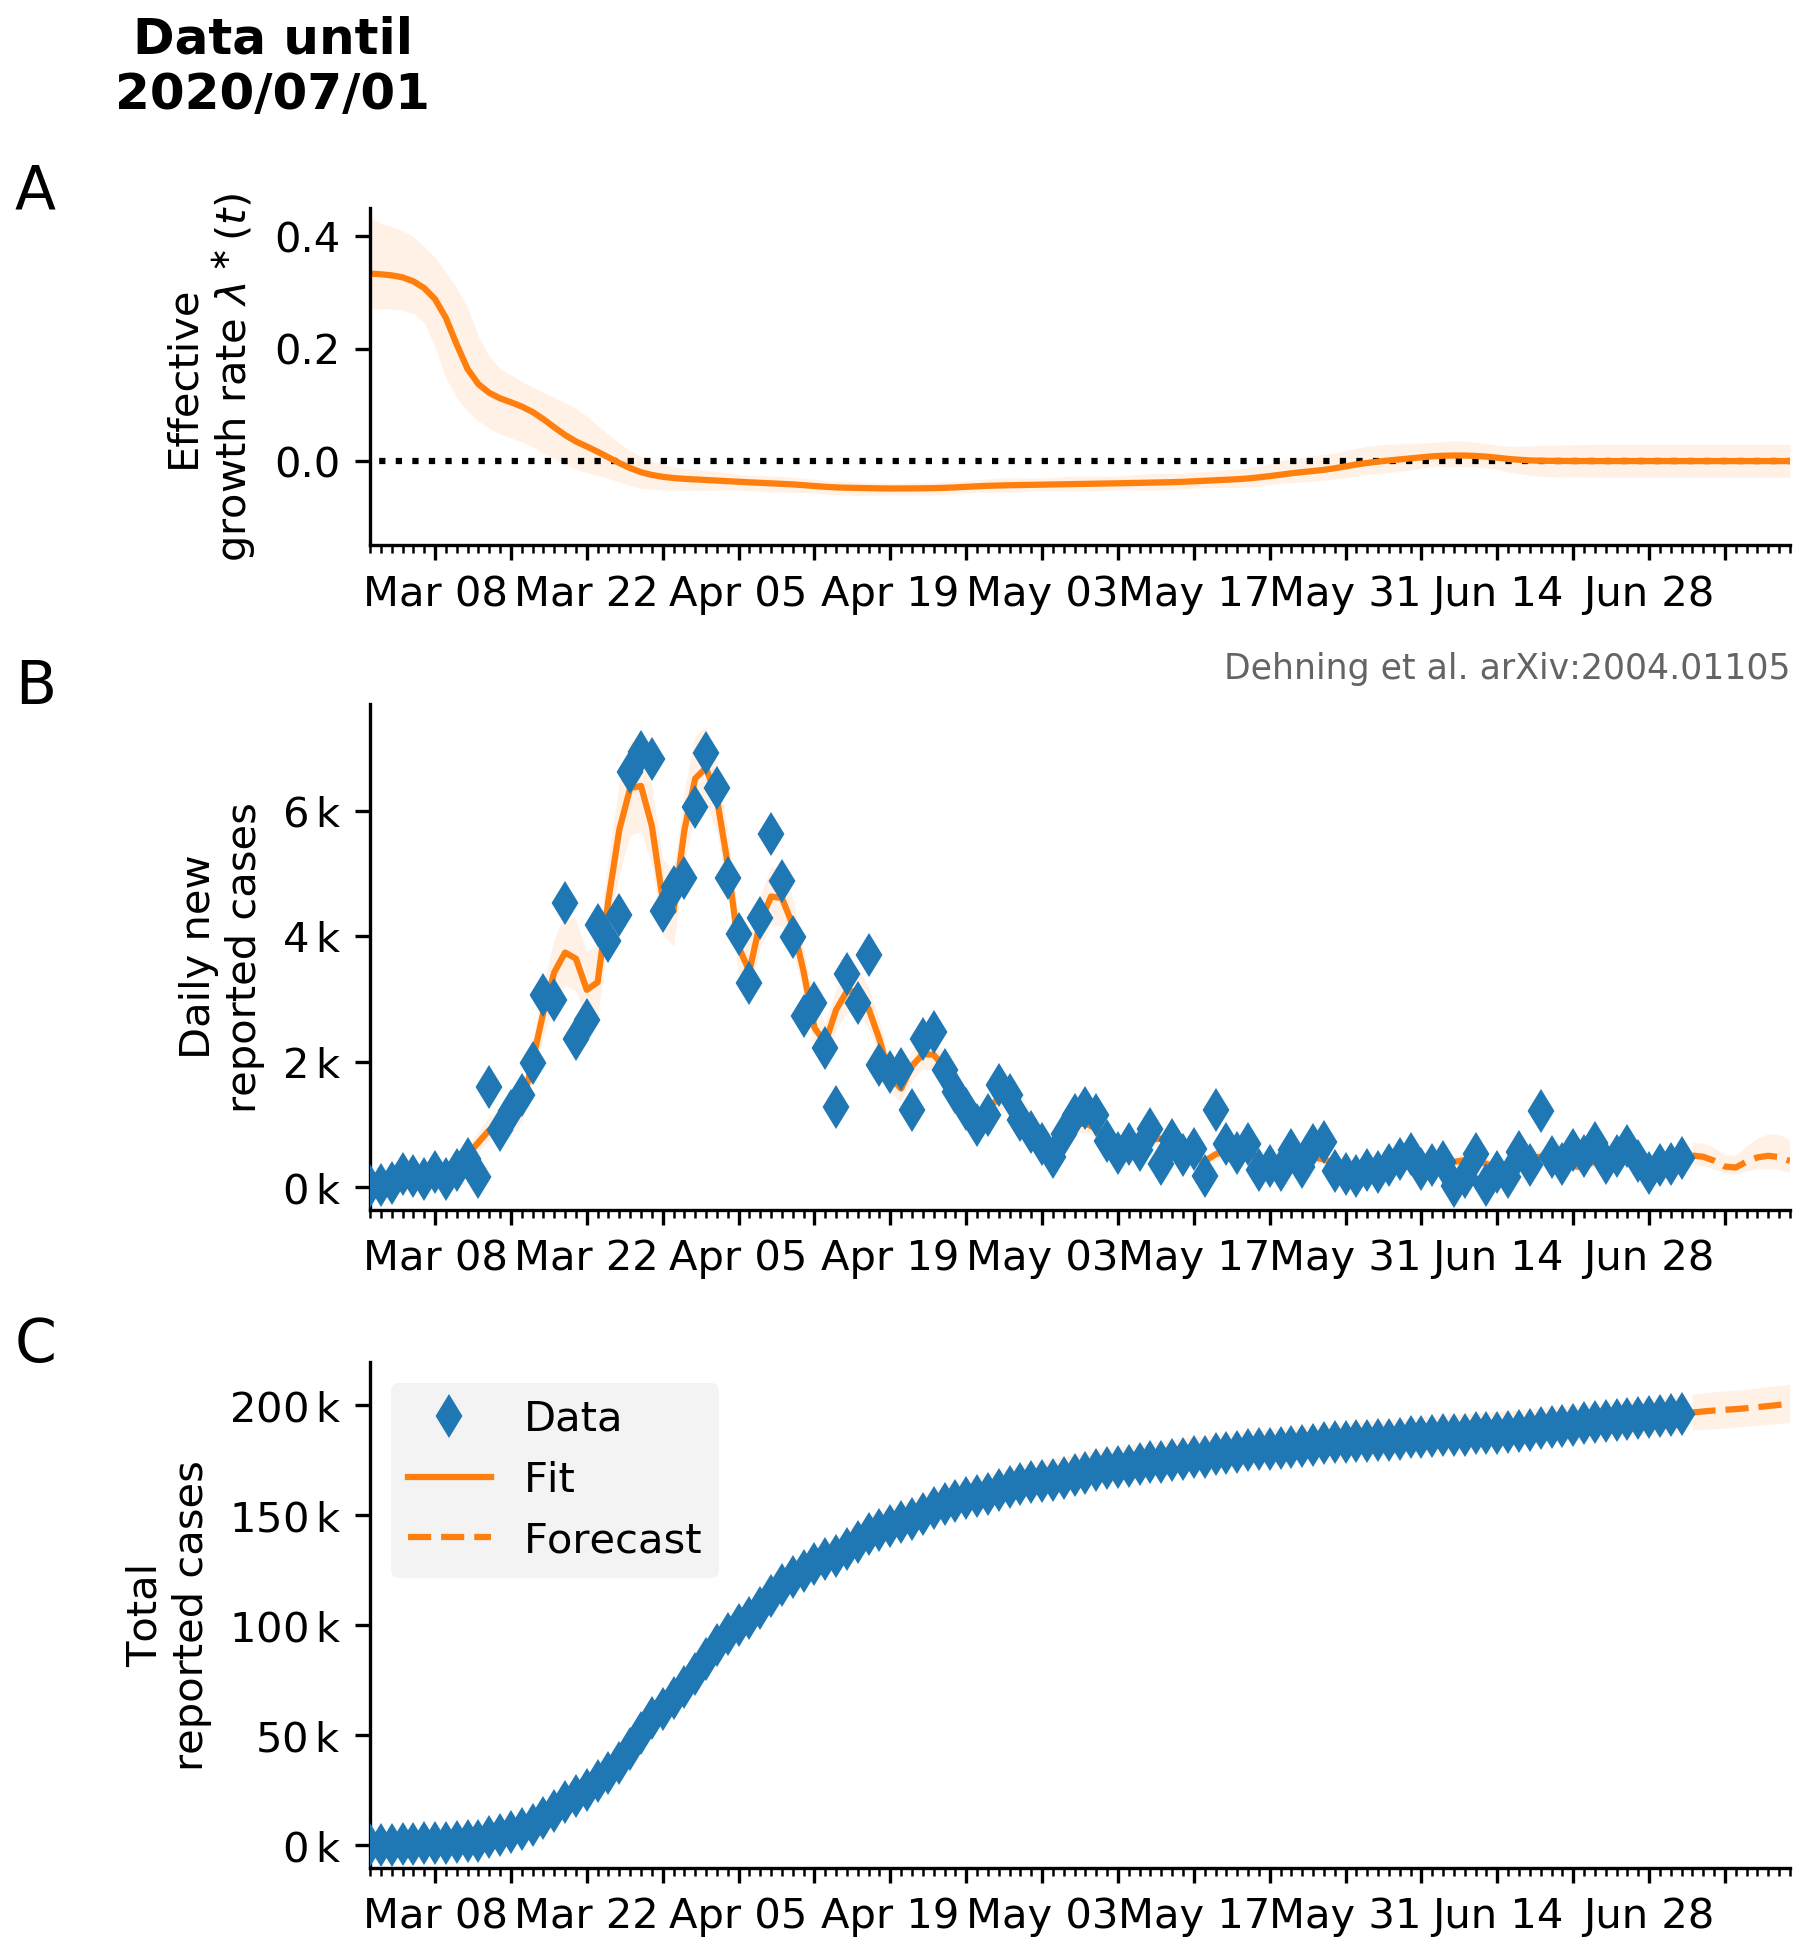 Data until
2020/07/01
A
Effective
growth rate λ * (t)
0.4
0.2
0.0
Mar 08 Mar 22 Apr 05 Apr 19 May 03 May 17 May 31 Jun 14 Jun 28
B
Dehning et al. arXiv:2004.01105
Daily new
reported cases
6 k
4 k
2 k
0 k
Mar 08 Mar 22 Apr 05 Apr 19 May 03 May 17 May 31 Jun 14 Jun 28
C
Total
reported cases
200 k
150 k
100 k
50 k
0 k
Data
Fit
Forecast
Mar 08 Mar 22 Apr 05 Apr 19 May 03 May 17 May 31 Jun 14 Jun 28